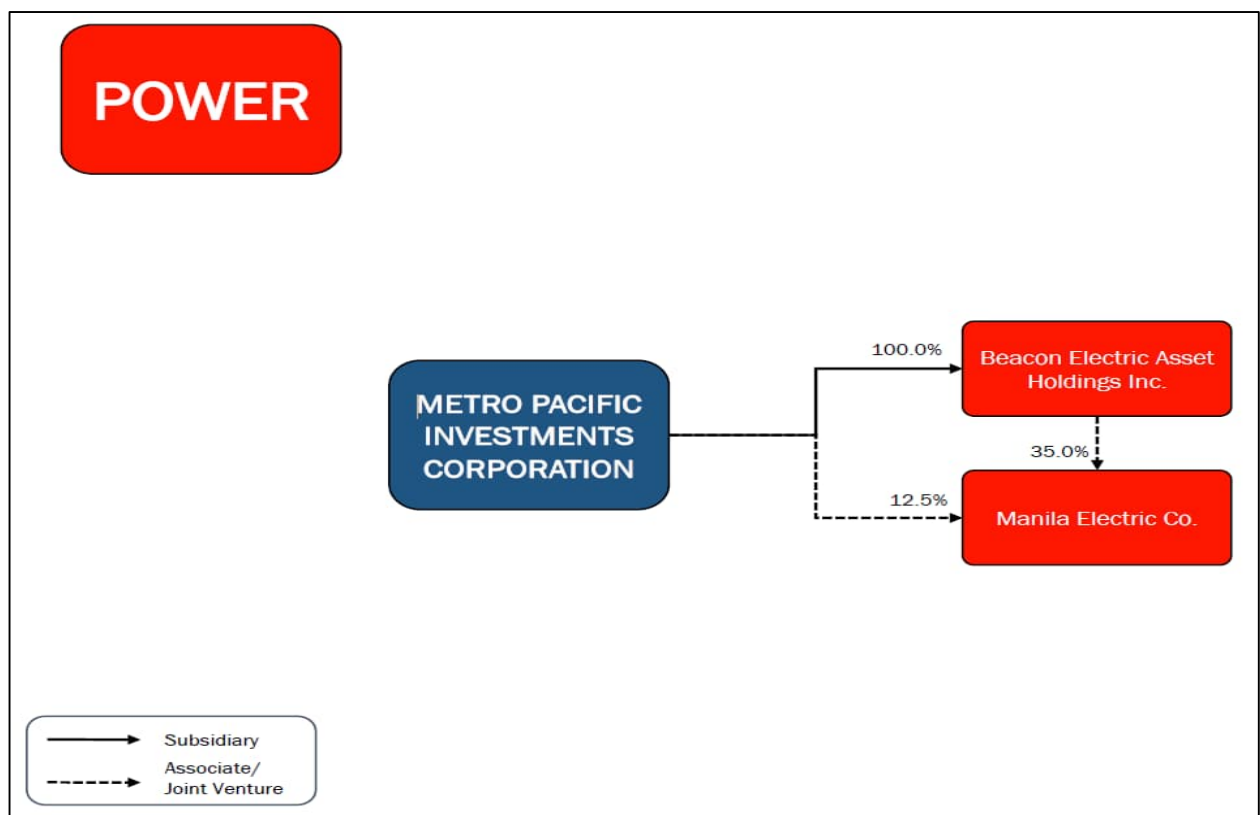 POWER
100.0%
Beacon Electric Asset
Holdings Inc.
METRO PACIFIC
INVESTMENTS
CORPORATION
35.0%
12.5%
Manila Electric Co.
Subsidiary
Associate/
Joint Venture